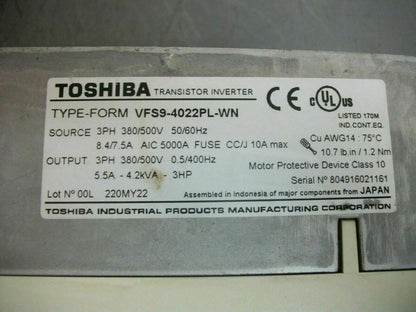 TOSHIBA TRANSISTOR INVERTER
TYPE-FORM VFS9-4022PL-WN
CE C UL US
LISTED 170M
IND.CONT.EQ.
SOURCE 3PH 380/500V 50/60Hz
8.4/7.5A AIC 5000A FUSE CC/J 10A max
Cu AWG14 : 75°C
10.7 lb.in / 1.2 Nm
OUTPUT 3PH 380/500V 0.5/400Hz
5.5A - 4.2kVA - 3HP
Motor Protective Device Class 10
Serial Nº 804916021161
Lot Nº 00L 220MY22
Assembled in Indonesia of major components from JAPAN
TOSHIBA INDUSTRIAL PRODUCTS MANUFACTURING CORPORATION